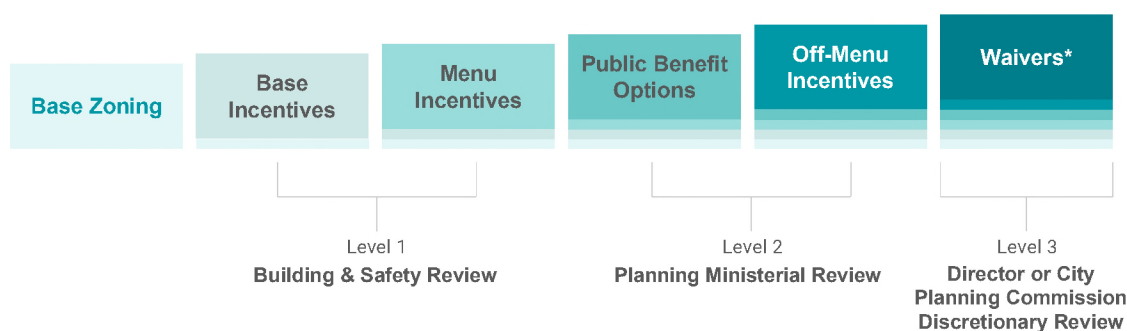 Base Zoning
Base
Incentives
Menu
Incentives
Public Benefit
Options
Off-Menu
Incentives
Waivers*
Level 1
Building & Safety Review
Level 2
Planning Ministerial Review
Level 3
Director or City
Planning Commission
Discretionary Review